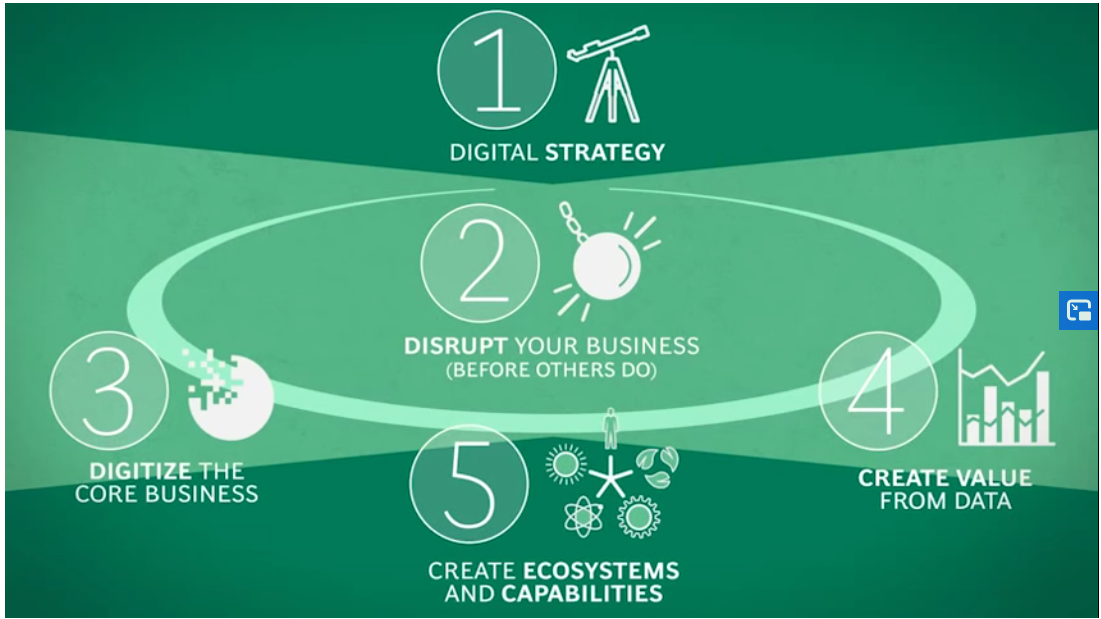 1
DIGITAL STRATEGY
2
DISRUPT YOUR BUSINESS
(BEFORE OTHERS DO)
3
DIGITIZE THE
CORE BUSINESS
4
CREATE VALUE
FROM DATA
5
CREATE ECOSYSTEMS
AND CAPABILITIES